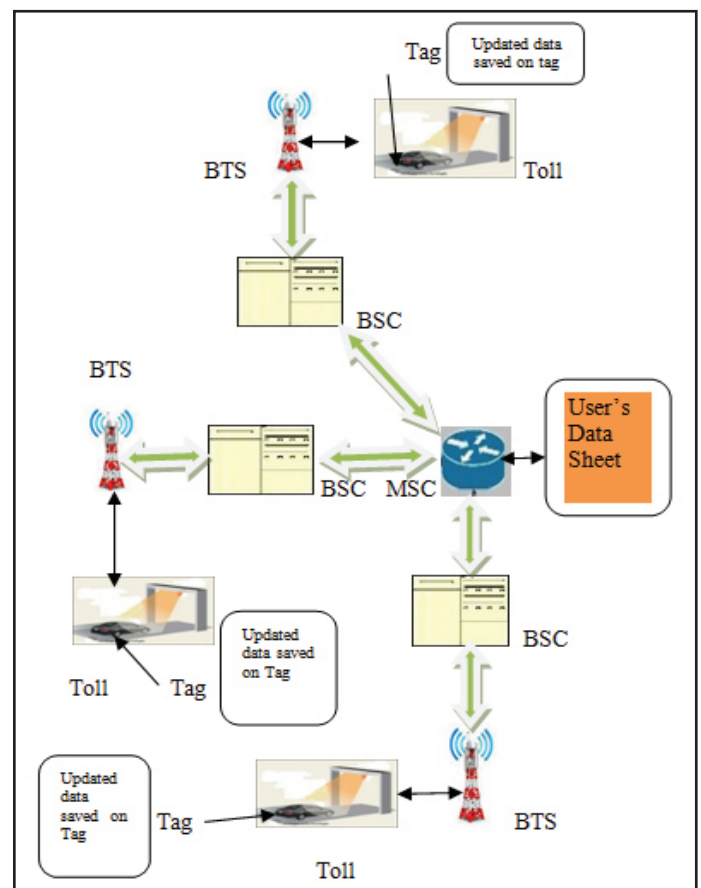 Tag
Updated data
saved on tag
BTS
Toll
BSC
BTS
User's
Data
Sheet
BSC
MSC
Updated
data saved
on Tag
BSC
Toll
Tag
Updated
data
saved on
Tag
Tag
BTS
Toll